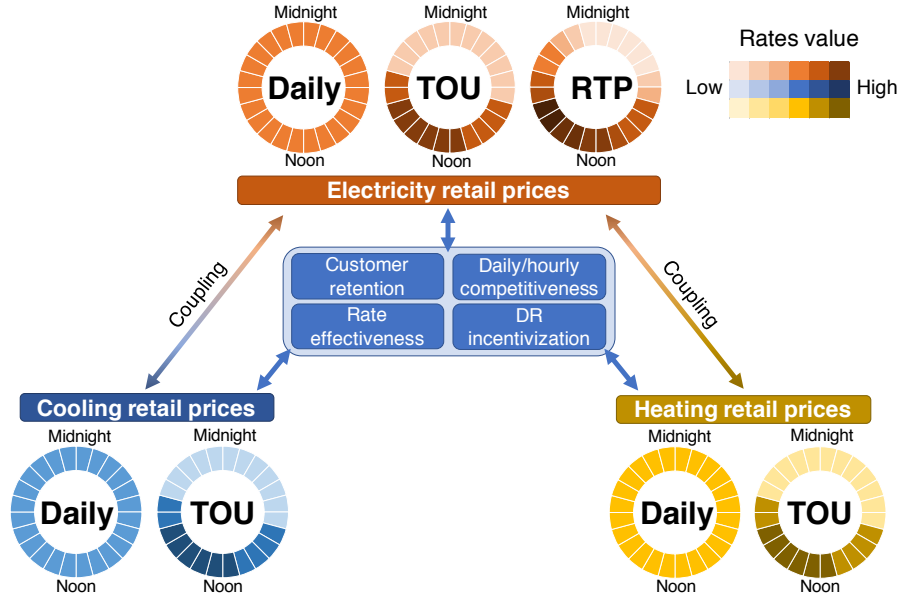 Midnight
Midnight
Midnight
Daily
TOU
RTP
Noon
Noon
Noon
Rates value
Low
High
Electricity retail prices
Coupling
Customer
retention
Daily/hourly
competitiveness
Rate
effectiveness
DR
incentivization
Coupling
Cooling retail prices
Heating retail prices
Midnight
Midnight
Midnight
Midnight
Daily
TOU
Daily
TOU
Noon
Noon
Noon
Noon